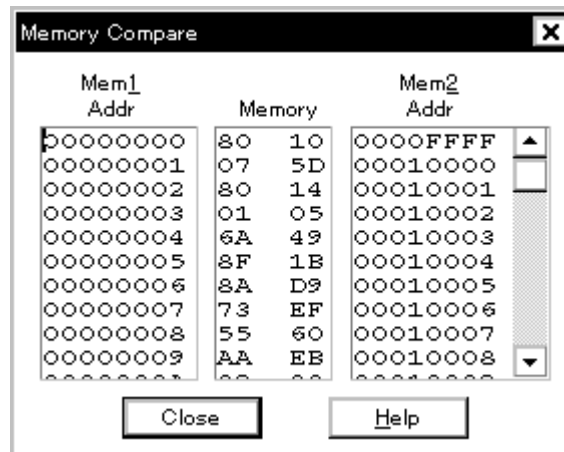 Memory Compare
Mem1 Mem2
Addr Memory Addr
00000000 80 10 0000FFFF
00000001 07 5D 00010000
00000002 80 14 00010001
00000003 01 05 00010002
00000004 6A 49 00010003
00000005 8F 1B 00010004
00000006 8A D9 00010005
00000007 73 EF 00010006
00000008 55 60 00010007
00000009 AA EB 00010008
Close Help